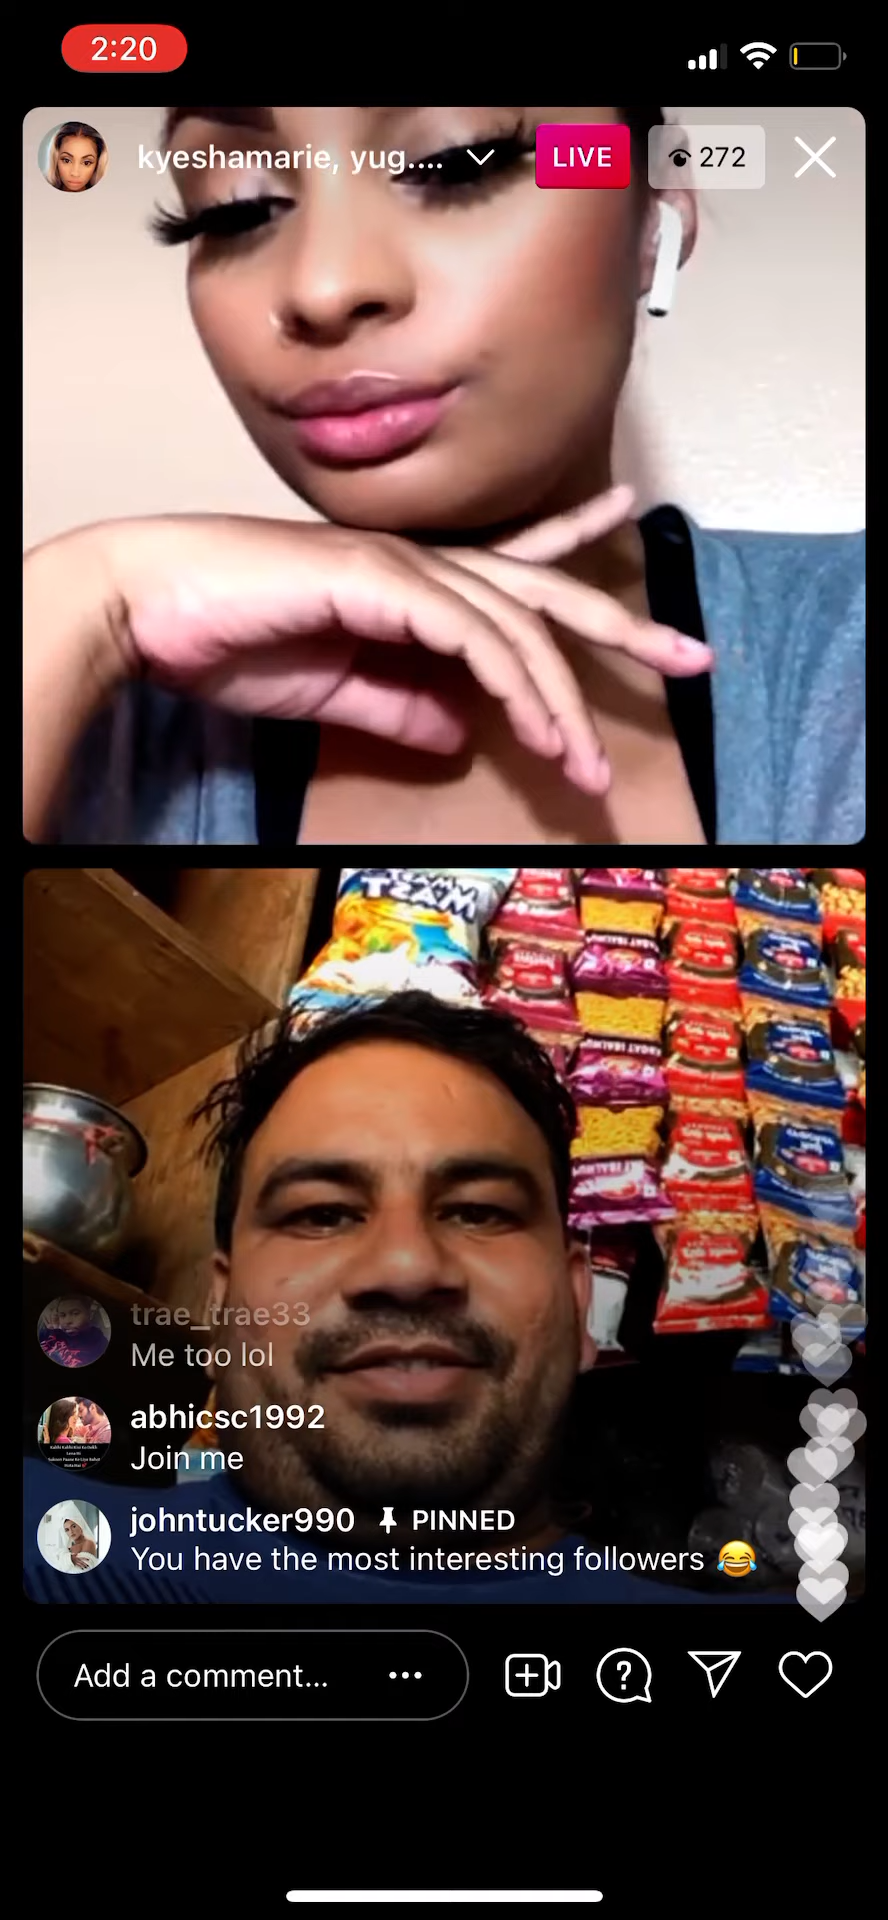 2:20
kyeshamarie, yug....
LIVE
272
trae_trae33
Me too lol
abhicsc1992
Join me
johntucker990 PINNED
You have the most interesting followers 😂
Add a comment...